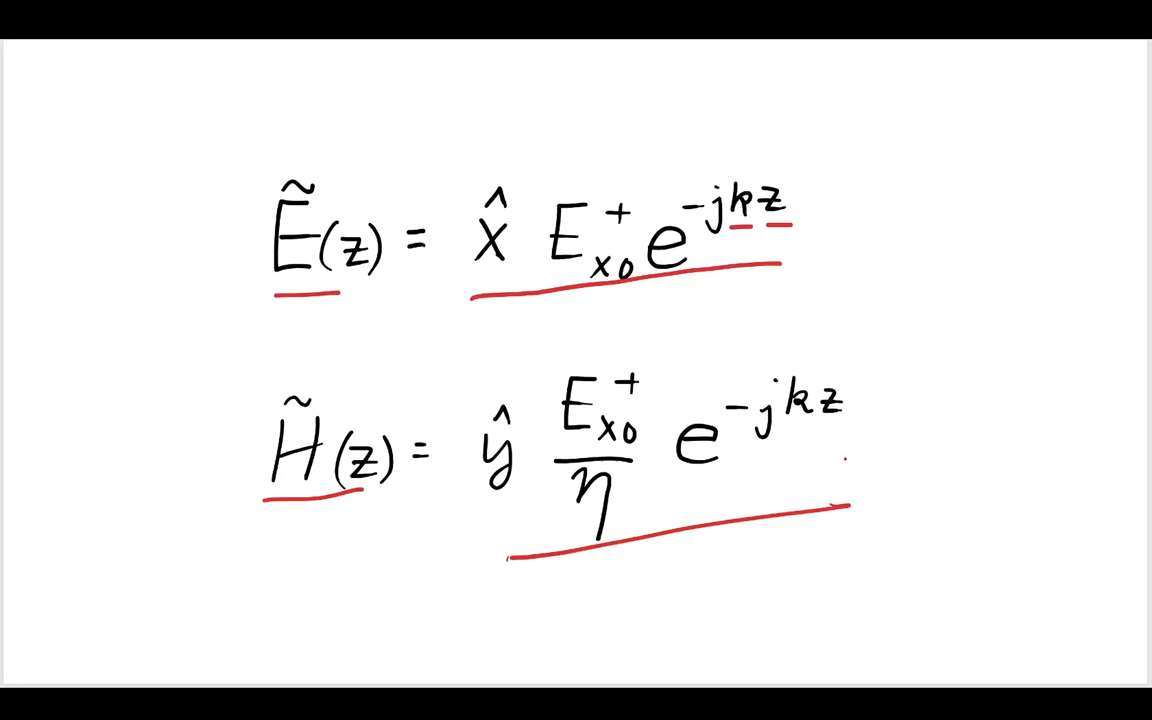 Ẽ(z) = x̂ E⁺ₓ₀ e^{-jkz}
H̃(z) = ŷ E⁺ₓ₀/η e^{-jkz}